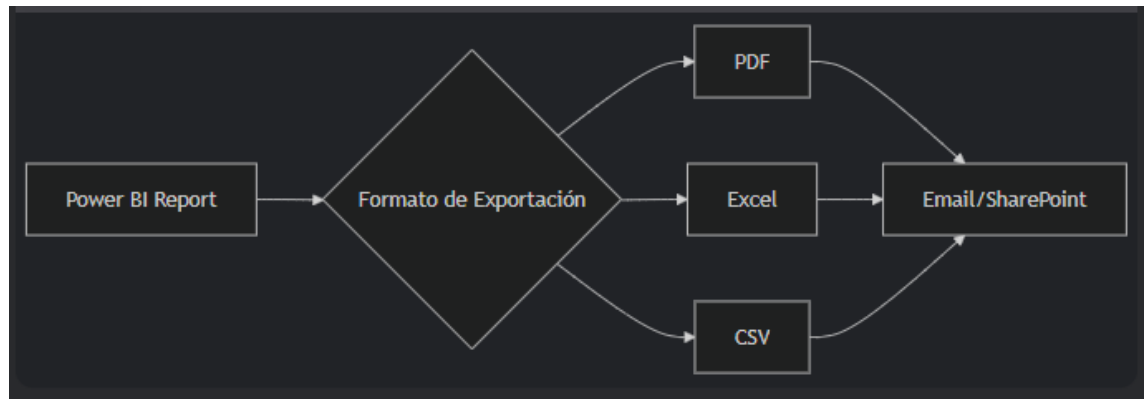 Power BI Report
Formato de Exportación
PDF
Excel
CSV
Email/SharePoint